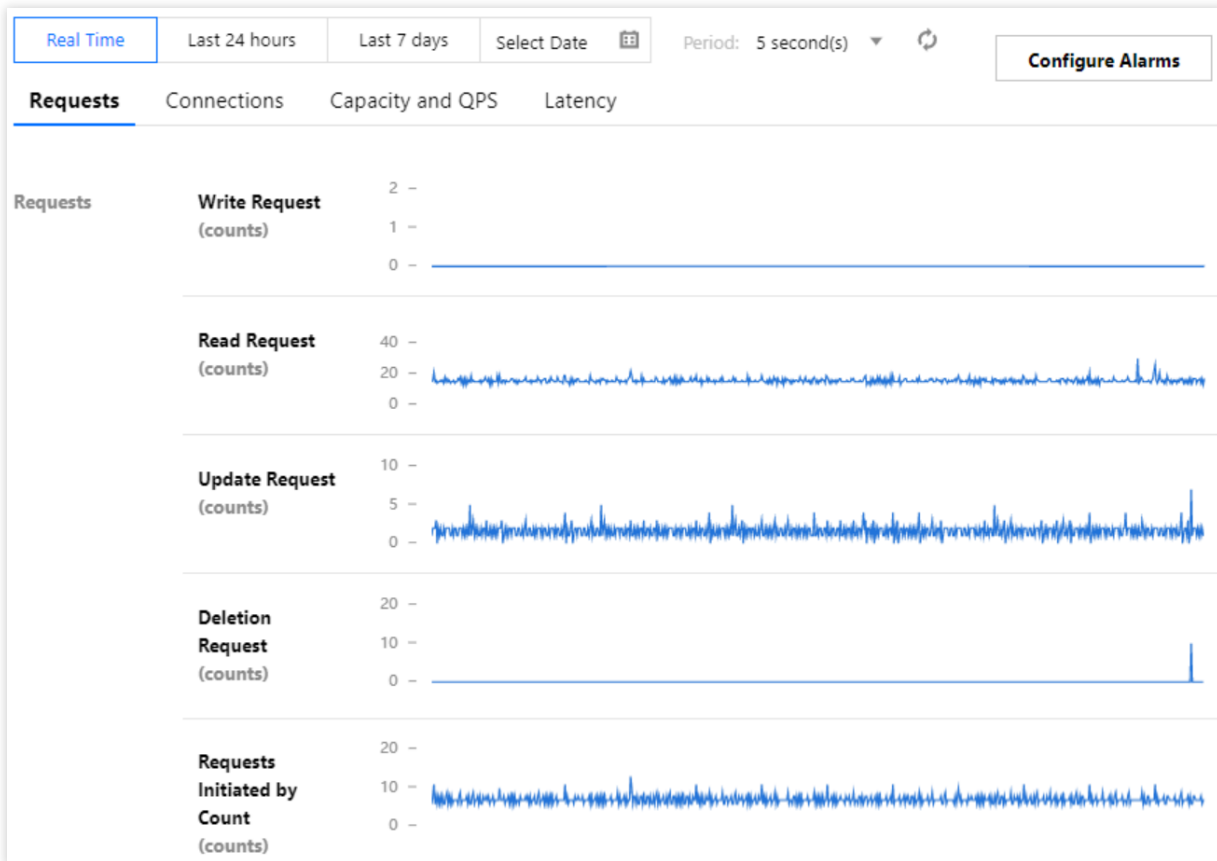 Real Time Last 24 hours Last 7 days Select Date Period: 5 second(s)
Configure Alarms
Requests Connections Capacity and QPS Latency
Requests
Write Request
(counts)
2
1
0
Read Request
(counts)
40
20
0
Update Request
(counts)
10
5
0
Deletion
Request
(counts)
20
10
0
Requests
Initiated by
Count
(counts)
20
10
0